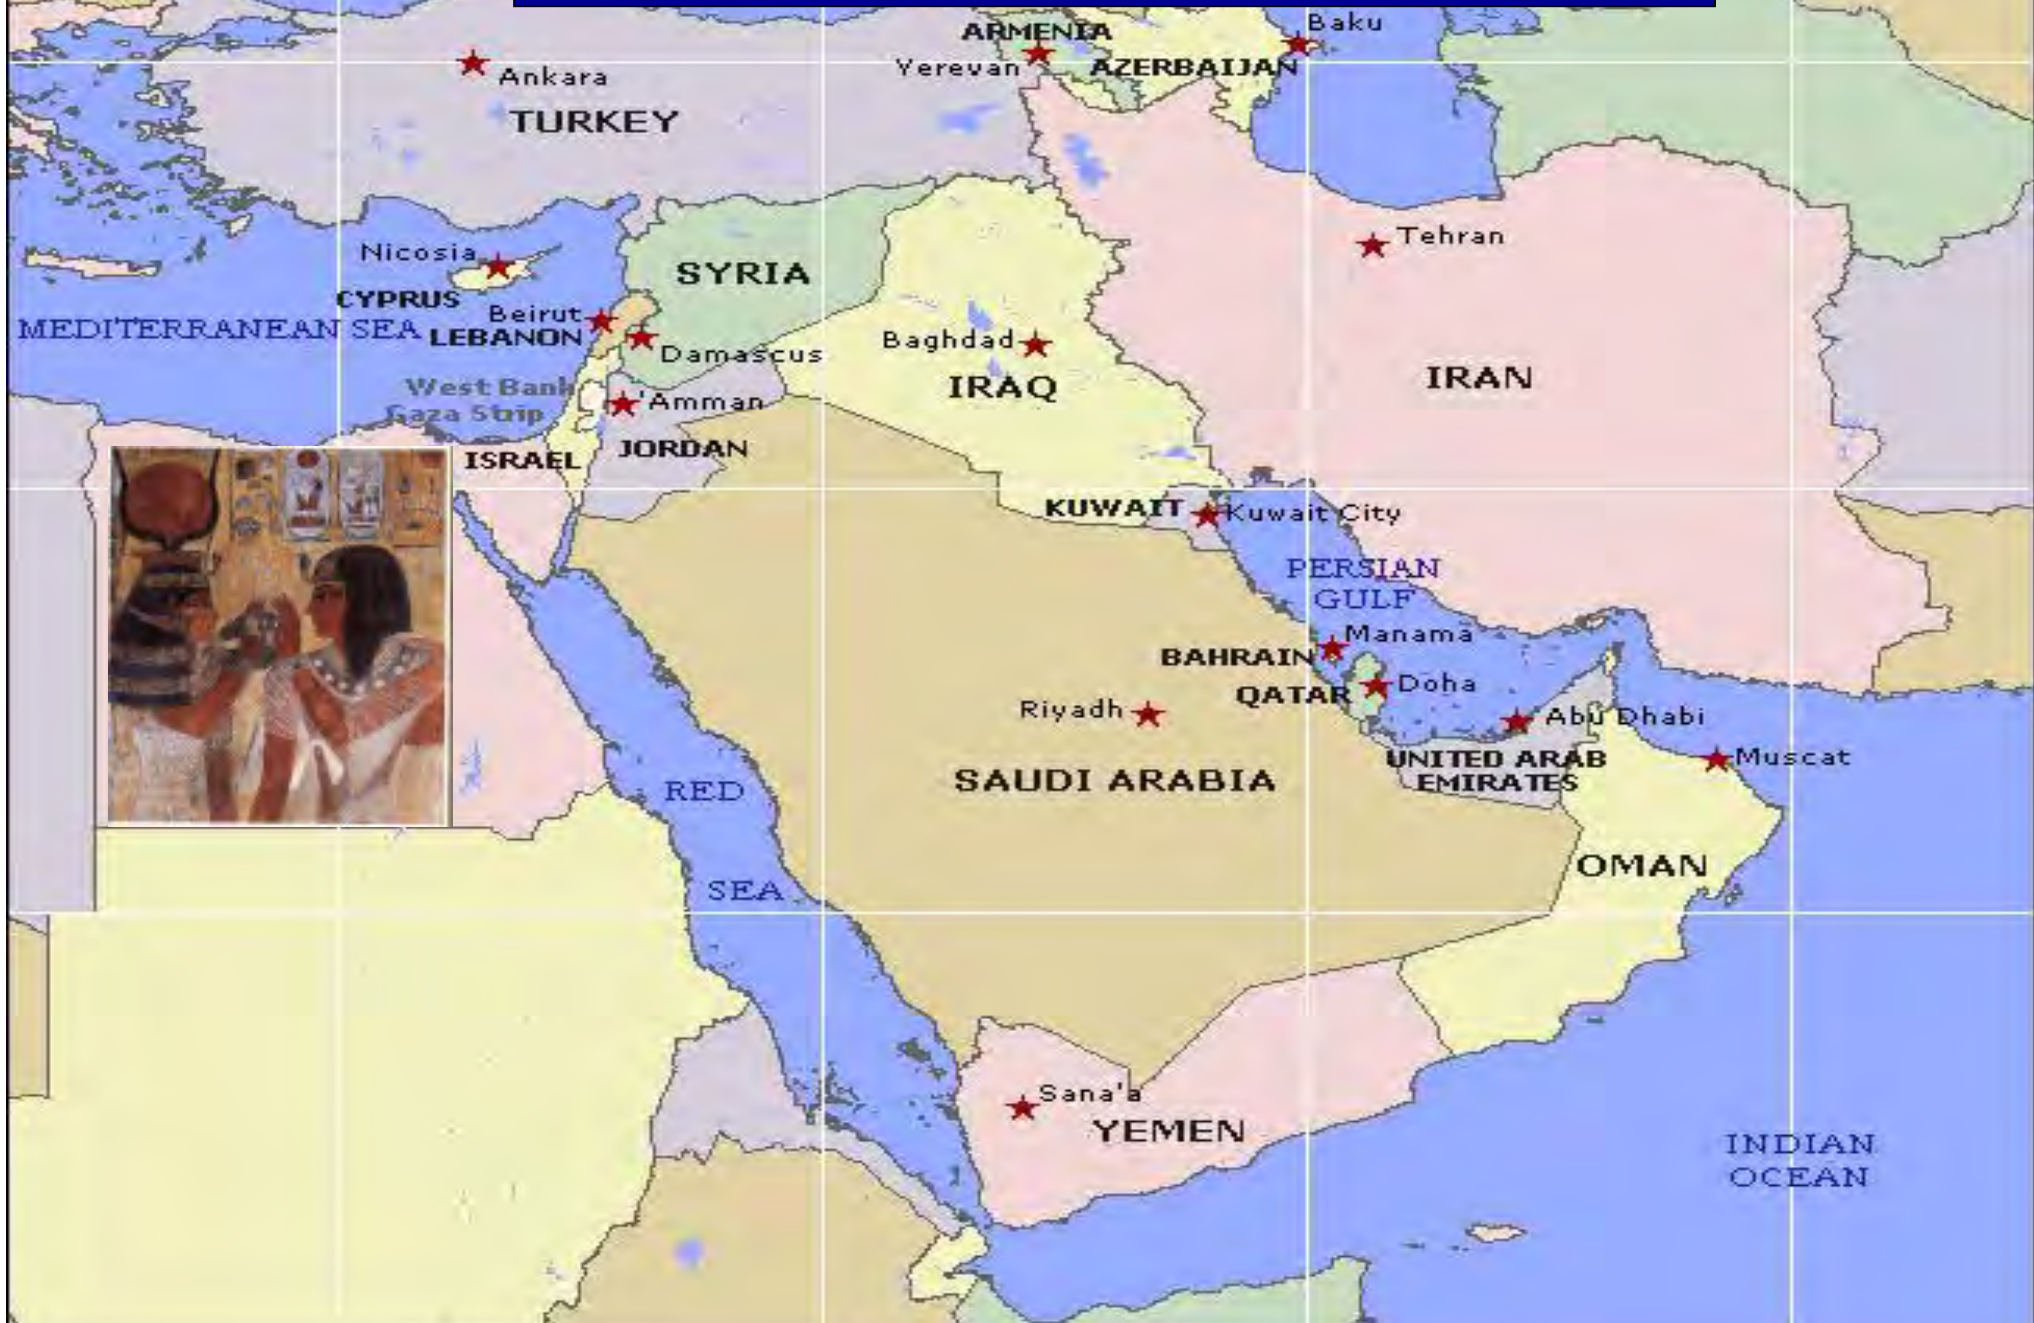 Baku
ARMENIA
Yerevan
AZERBAIJAN
Ankara
TURKEY
Tehran
Nicosia
CYPRUS
SYRIA
Beirut
MEDITERRANEAN SEA
LEBANON
Damascus
Baghdad
IRAQ
IRAN
West Bank
Gaza Strip
'Amman
JORDAN
ISRAEL
KUWAIT
Kuwait City
PERSIAN
GULF
Manama
BAHRAIN
Doha
QATAR
Riyadh
Abu Dhabi
UNITED ARAB
EMIRATES
Muscat
SAUDI ARABIA
RED
SEA
OMAN
Sana'a
YEMEN
INDIAN
OCEAN